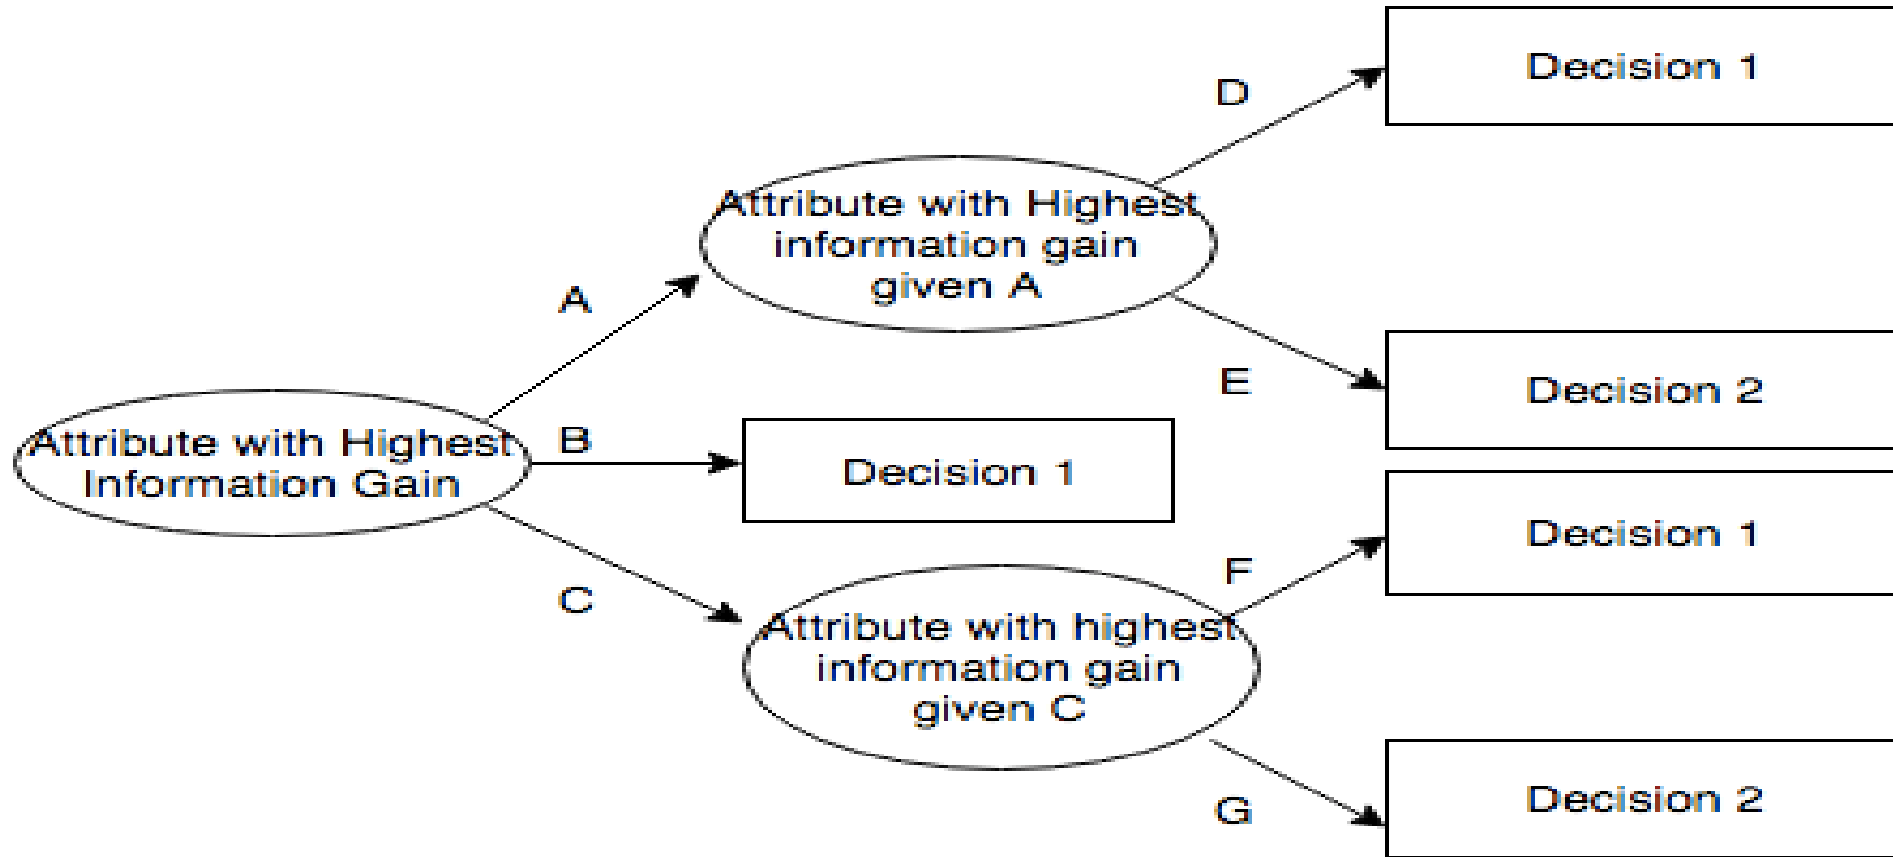 D
Decision 1
Attribute with Highest
information gain
given A
A
E
Decision 2
Attribute with Highest
Information Gain
B
Decision 1
C
F
Decision 1
Attribute with highest
information gain
given C
G
Decision 2